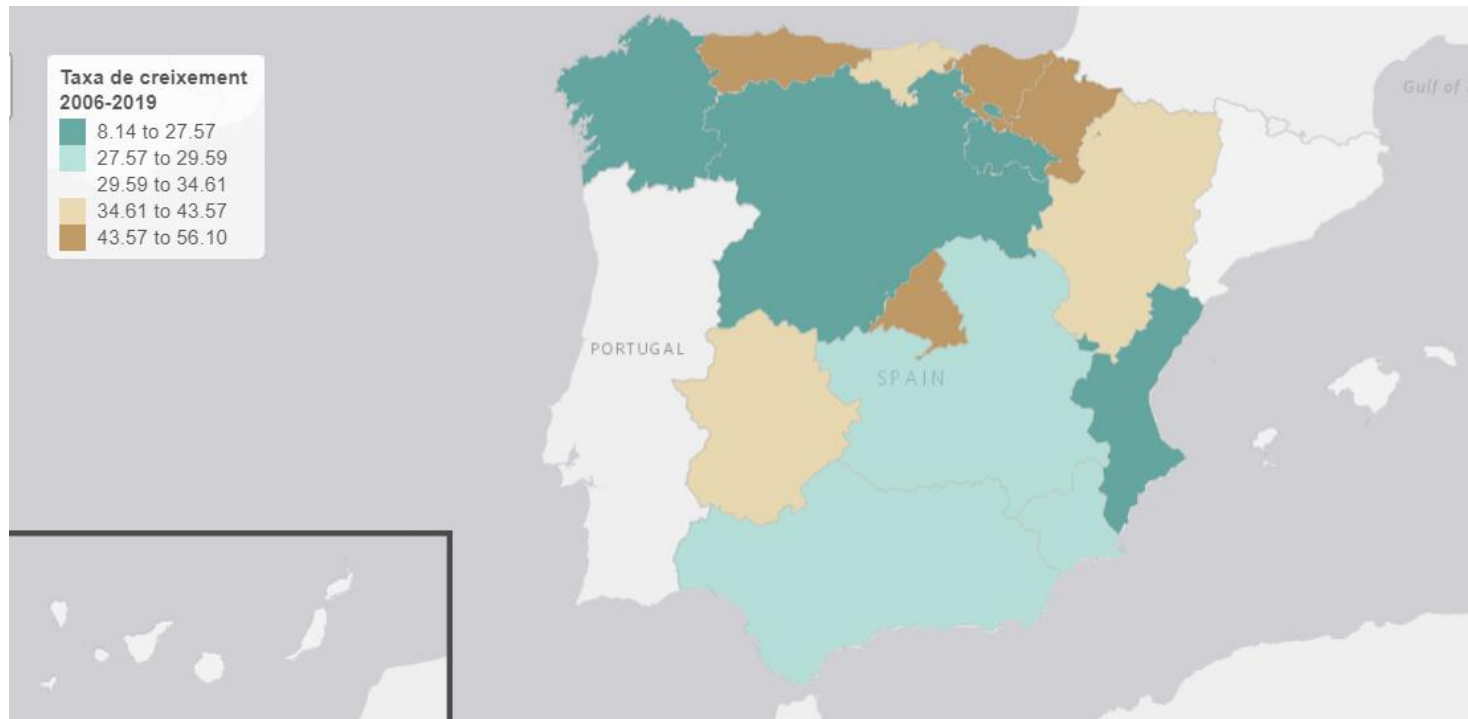 Taxa de creixement
2006-2019
8.14 to 27.57
27.57 to 29.59
29.59 to 34.61
34.61 to 43.57
43.57 to 56.10
Gulf of
PORTUGAL
SPAIN